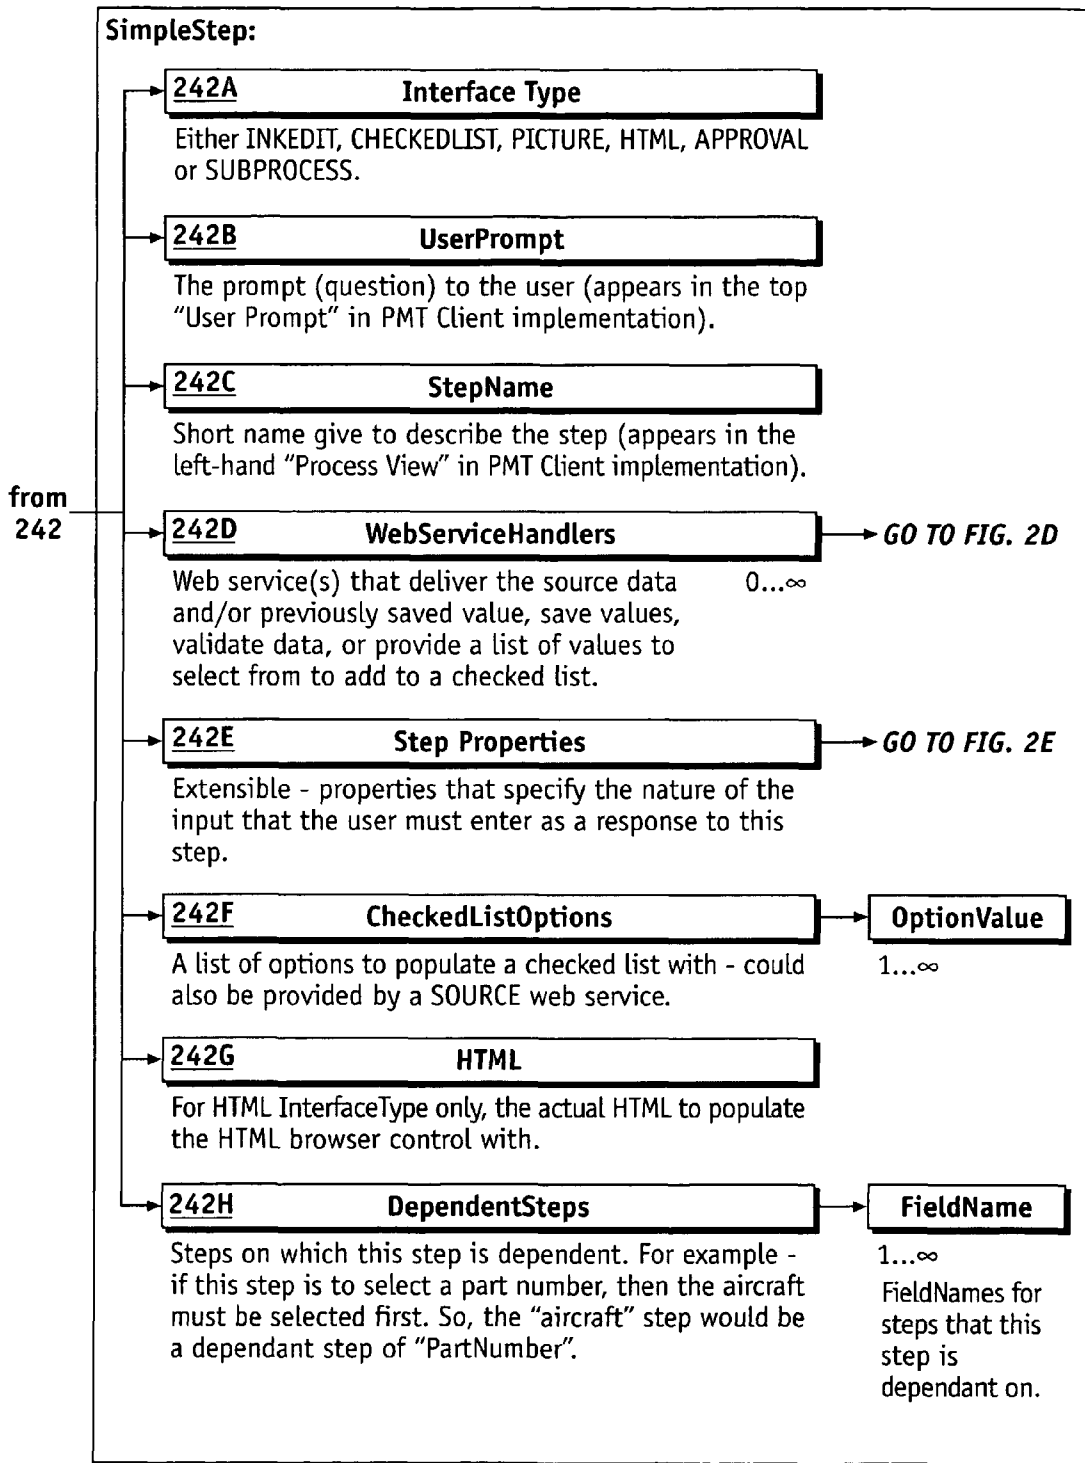 SimpleStep:
242A Interface Type
Either INKEDIT, CHECKEDLIST, PICTURE, HTML, APPROVAL
or SUBPROCESS.
242B UserPrompt
The prompt (question) to the user (appears in the top
“User Prompt” in PMT Client implementation).
242C StepName
Short name give to describe the step (appears in the
left-hand “Process View” in PMT Client implementation).
from
242
242D WebServiceHandlers GO TO FIG. 2D
Web service(s) that deliver the source data 0...∞
and/or previously saved value, save values,
validate data, or provide a list of values to
select from to add to a checked list.
242E Step Properties GO TO FIG. 2E
Extensible - properties that specify the nature of the
input that the user must enter as a response to this
step.
242F CheckedListOptions OptionValue
A list of options to populate a checked list with - could 1...∞
also be provided by a SOURCE web service.
242G HTML
For HTML InterfaceType only, the actual HTML to populate
the HTML browser control with.
242H DependentSteps FieldName
Steps on which this step is dependent. For example - 1...∞
if this step is to select a part number, then the aircraft
must be selected first. So, the “aircraft” step would be
a dependant step of “PartNumber”.
FieldNames for
steps that this
step is
dependant on.